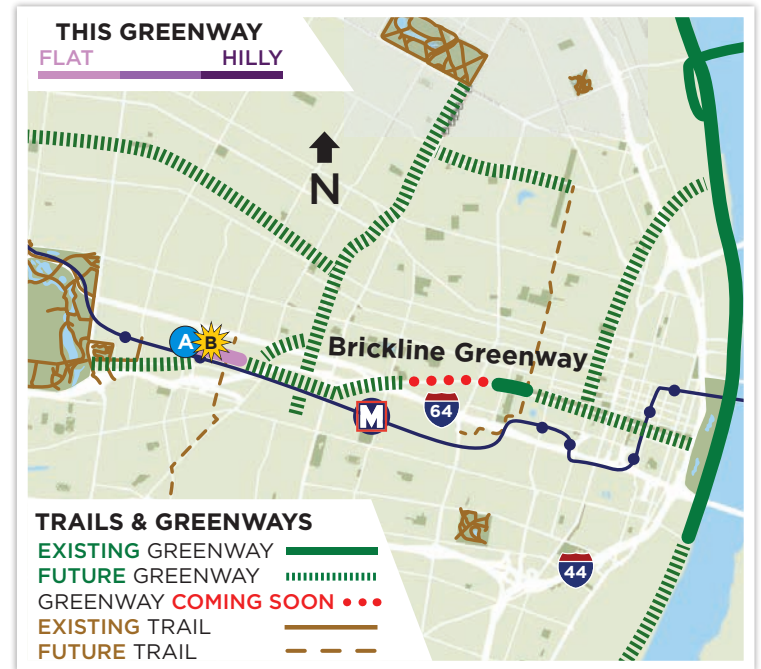 THIS GREENWAY
FLAT HILLY
N
A B
Brickline Greenway
M
64
44
TRAILS & GREENWAYS
EXISTING GREENWAY
FUTURE GREENWAY
GREENWAY COMING SOON
EXISTING TRAIL
FUTURE TRAIL